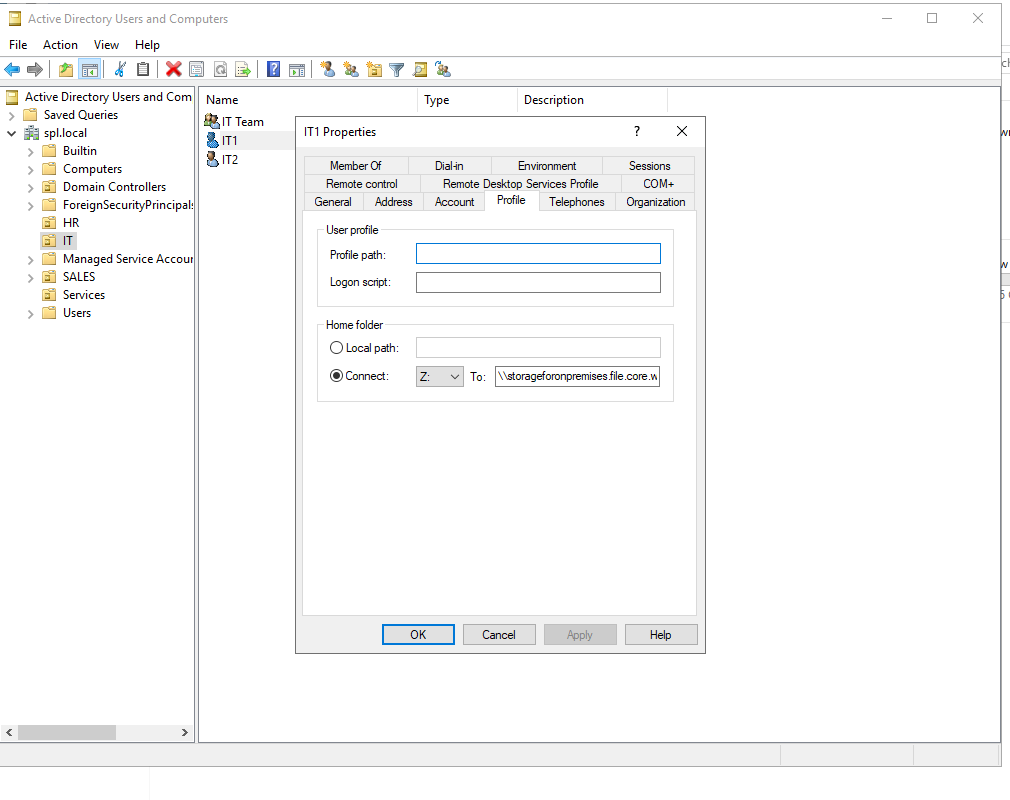 Active Directory Users and Computers
File Action View Help
Active Directory Users and Com
Saved Queries
spl.local
Builtin
Computers
Domain Controllers
ForeignSecurityPrincipals
HR
IT
Managed Service Accour
SALES
Services
Users
Name Type Description
IT Team
IT1
IT2
IT1 Properties ?
Member Of Dial-in Environment Sessions
Remote control Remote Desktop Services Profile COM+
General Address Account Profile Telephones Organization
User profile
Profile path:
Logon script:
Home folder
Local path:
Connect: Z: To: \\storageforonpremises.file.core.w
OK Cancel Apply Help